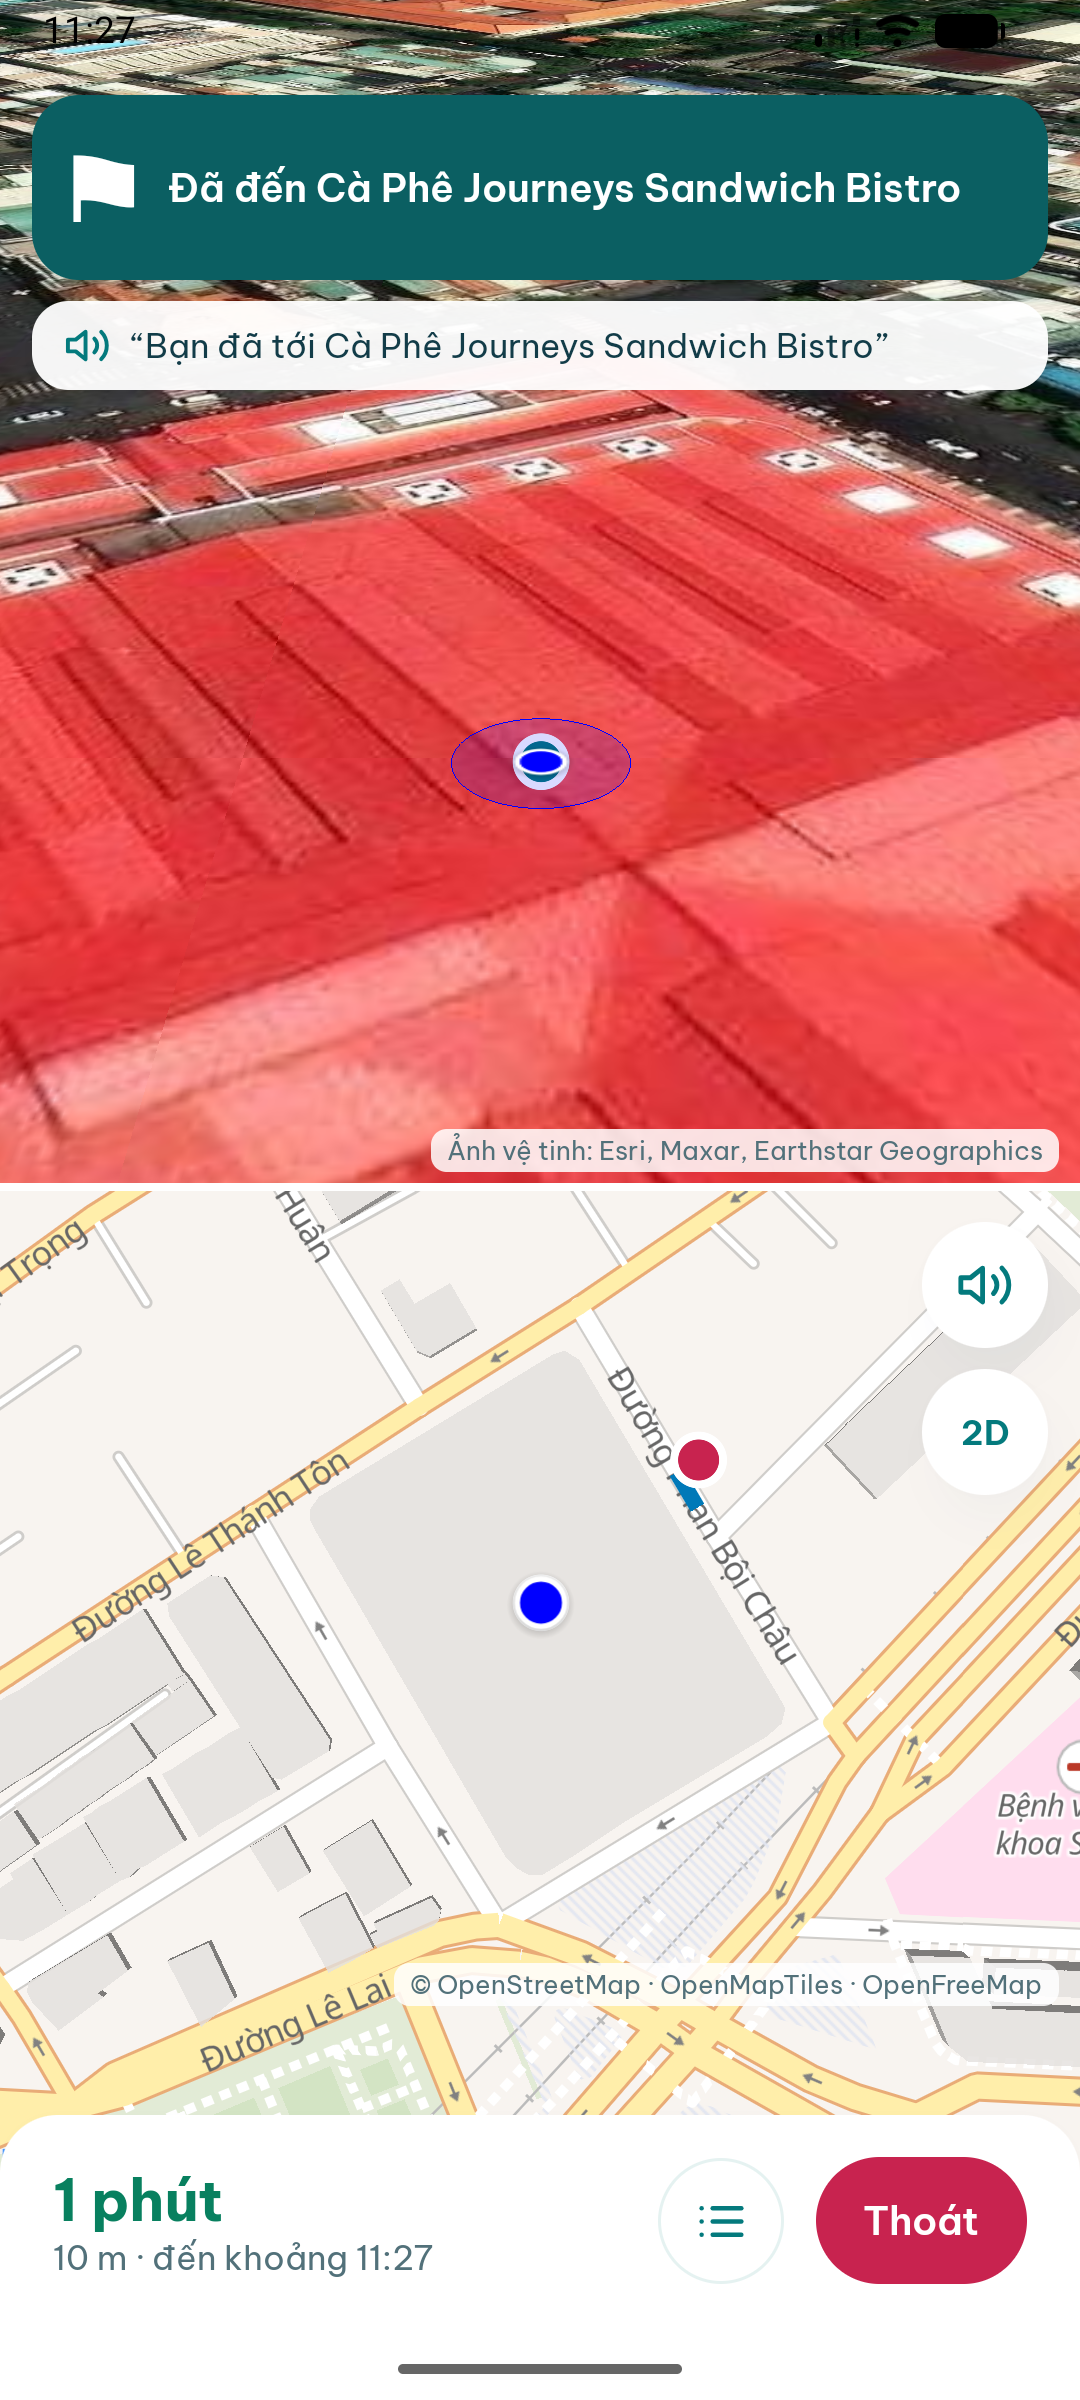 11:27
Đã đến Cà Phê Journeys Sandwich Bistro
“Bạn đã tới Cà Phê Journeys Sandwich Bistro”
Ảnh vệ tinh: Esri, Maxar, Earthstar Geographics
Trọng
Huân
2D
Đường Lê Thánh Tôn
Bội Châu
Đường
Bệnh
khoa
© OpenStreetMap · OpenMapTiles · OpenFreeMap
Đường Lê Lai
1 phút
10 m · đến khoảng 11:27
Thoát